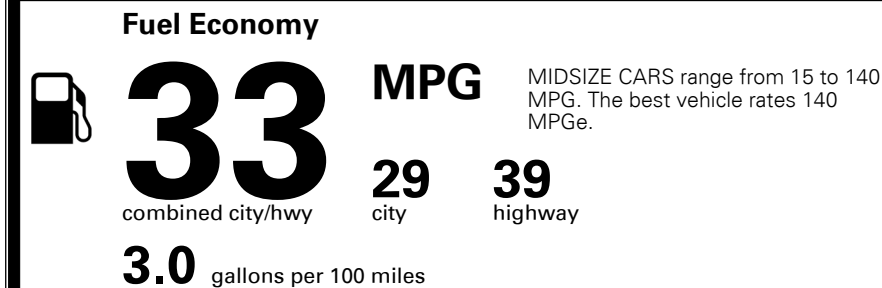 Fuel Economy
33 MPG
MIDSIZE CARS range from 15 to 140
MPG. The best vehicle rates 140
MPGe.
29 39
combined city/hwy city highway
3.0 gallons per 100 miles